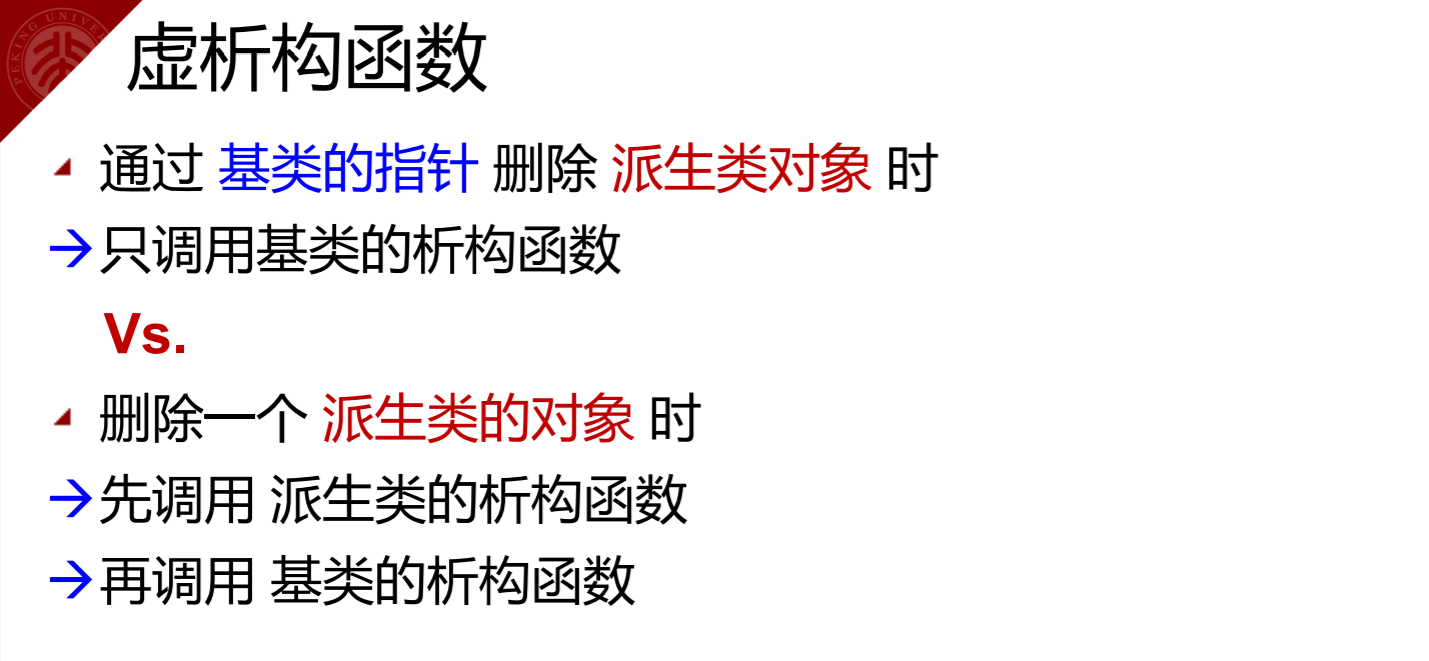 虚析构函数
通过 基类的指针 删除 派生类对象 时
→只调用基类的析构函数
Vs.
删除一个 派生类的对象 时
→先调用 派生类的析构函数
→再调用 基类的析构函数